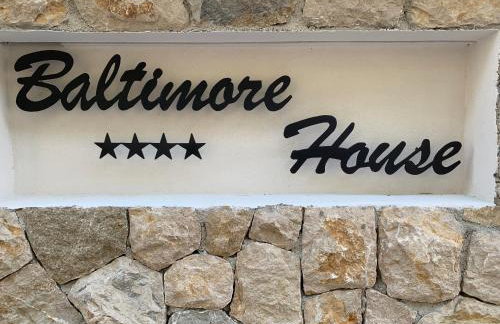 Baltimore
★★★★ House